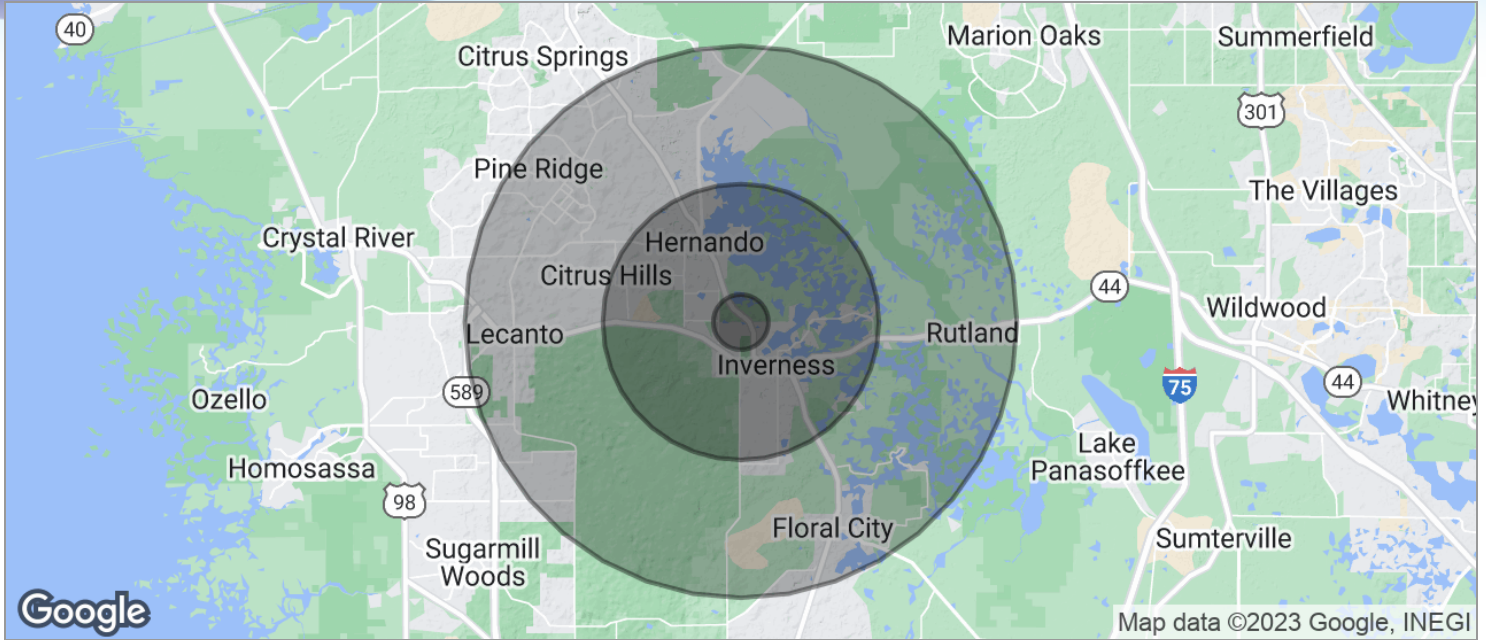 40
Citrus Springs
Marion Oaks
Summerfield
301
Pine Ridge
The Villages
Crystal River
Hernando
Citrus Hills
44
Wildwood
Lecanto
Rutland
Inverness
589
75
44
Ozello
Whitney
Lake
Panasoffkee
Homosassa
98
Floral City
Sumterville
Sugarmill
Woods
Google
Map data ©2023 Google, INEGI